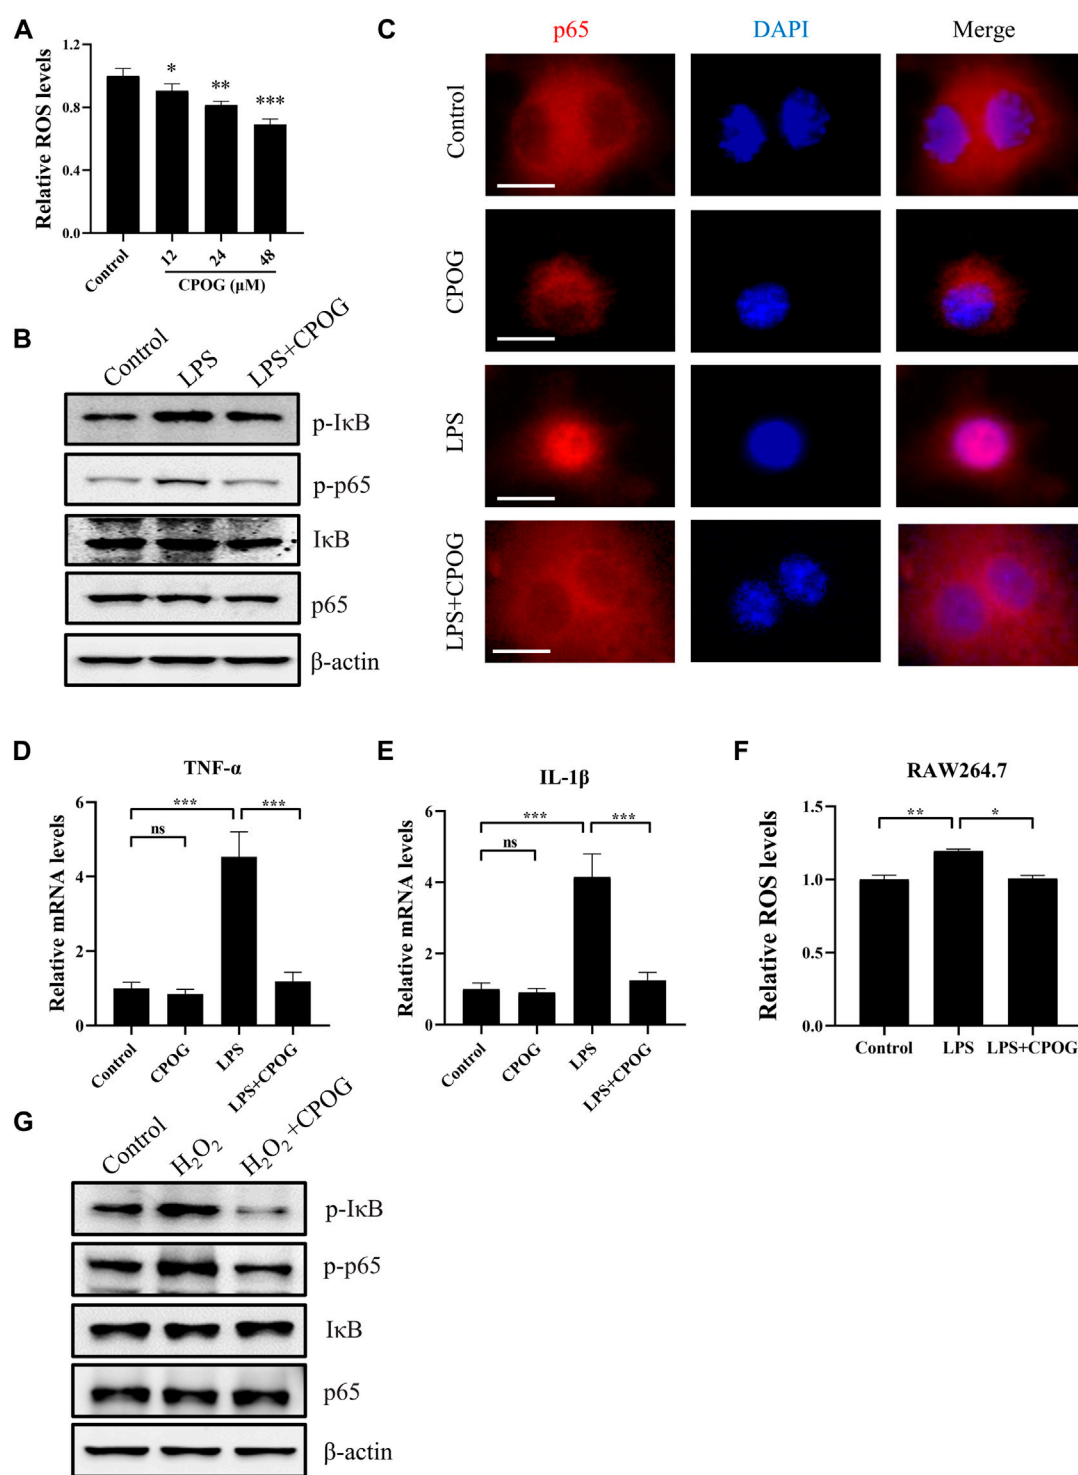 A
Relative ROS levels
1.2
0.8
0.4
0.0
*
**
***
Control
12
24
48
CPOG (μM)
B
Control
LPS
LPS+CPOG
p-IκB
p-p65
IκB
p65
β-actin
C
p65
DAPI
Merge
Control
CPOG
LPS
LPS+CPOG
D
TNF-α
Relative mRNA levels
6
4
2
0
***
***
ns
Control
CPOG
LPS
LPS+CPOG
E
IL-1β
Relative mRNA levels
6
4
2
0
***
***
ns
Control
CPOG
LPS
LPS+CPOG
F
RAW264.7
Relative ROS levels
1.5
1.0
0.5
0.0
**
*
Control
LPS
LPS+CPOG
G
Control
H₂O₂
H₂O₂+CPOG
p-IκB
p-p65
IκB
p65
β-actin